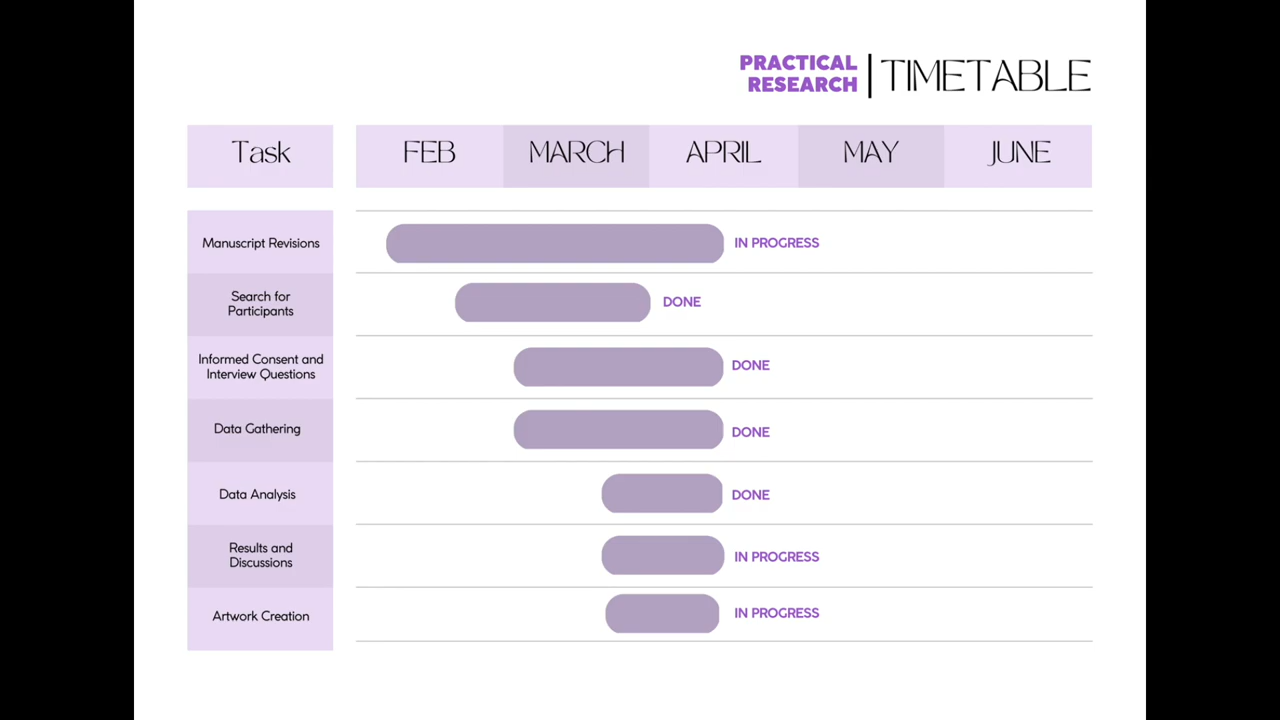 PRACTICAL
RESEARCH
TIMETABLE
Task
FEB
MARCH
APRIL
MAY
JUNE
Manuscript Revisions
IN PROGRESS
Search for
Participants
DONE
Informed Consent and
Interview Questions
DONE
Data Gathering
DONE
Data Analysis
DONE
Results and
Discussions
IN PROGRESS
Artwork Creation
IN PROGRESS